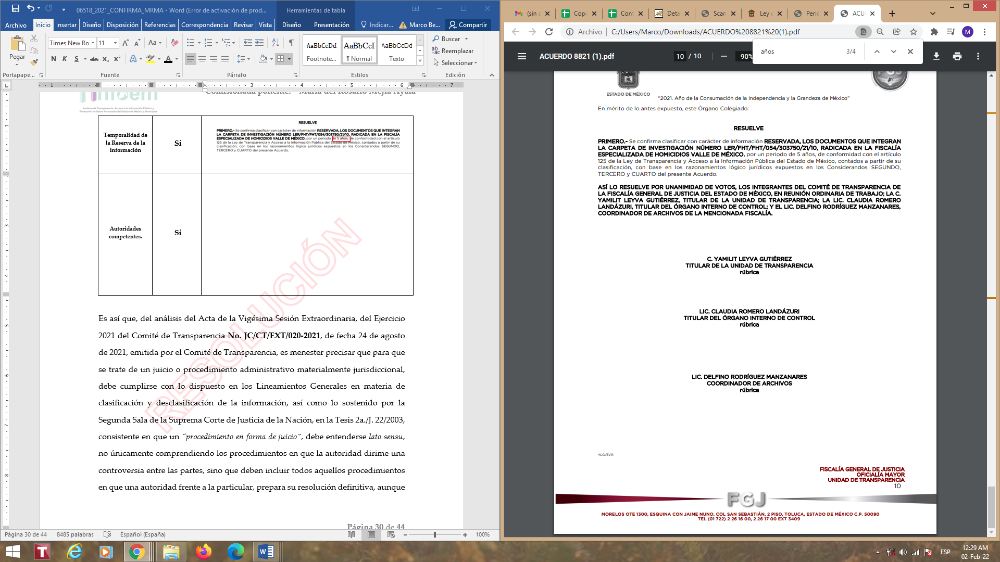 06518_2021_CONFIRMA_MRMA - Word (Error de activación de prod...
Herramientas de tabla
Archivo Inicio Insertar Diseño Disposición Referencias Correspondencia Revisar Vista Diseño Presentación Indicar... Marco Be... Compartir
Pegar
Times New Ro 11
N K S abc x₂ x²
AaBbCcDd AaBbCcI AaBbCcDd
Footnote... ¶ Normal Texto
Buscar
Reemplazar
Seleccionar
Portapape... Fuente Párrafo Estilos Edición
Comisionada ponente: María del Rosario Mejía Ayala
infoem
Instituto de Transparencia, Acceso a la Información Pública y
Protección de Datos Personales del Estado de México y Municipios
Temporalidad de
la Reserva de la
información
Sí
RESUELVE
PRIMERO.- Se confirma clasificar con carácter de información RESERVADA, LOS DOCUMENTOS QUE INTEGRAN
LA CARPETA DE INVESTIGACIÓN NÚMERO LER/FHT/FHT/054/303750/21/10, RADICADA EN LA FISCALÍA
ESPECIALIZADA DE HOMICIDIOS VALLE DE MÉXICO, por un periodo de 5 años, de conformidad con el artículo
125 de la Ley de Transparencia y Acceso a la Información Pública del Estado de México, contados a partir de su
clasificación, con base en los razonamientos lógico jurídicos expuestos en los Considerandos SEGUNDO,
TERCERO y CUARTO del presente Acuerdo.
Autoridades
competentes.
Sí
RESOLUCIÓN
Es así que, del análisis del Acta de la Vigésima Sesión Extraordinaria, del Ejercicio
2021 del Comité de Transparencia No. JC/CT/EXT/020-2021, de fecha 24 de agosto
de 2021, emitida por el Comité de Transparencia, es menester precisar que para que
se trate de un juicio o procedimiento administrativo materialmente jurisdiccional,
debe cumplirse con lo dispuesto en los Lineamientos Generales en materia de
clasificación y desclasificación de la información, así como lo sostenido por la
Segunda Sala de la Suprema Corte de Justicia de la Nación, en la Tesis 2a./J. 22/2003,
consistente en que un “procedimiento en forma de juicio”, debe entenderse lato sensu,
no únicamente comprendiendo los procedimientos en que la autoridad dirime una
controversia entre las partes, sino que deben incluir todos aquellos procedimientos
en que una autoridad frente a la particular, prepara su resolución definitiva, aunque
Página 30 de 44
Página 30 de 44 8485 palabras Español (España) 100%
(sin a Copi Cont Deta Scan Ley d Perió ACU
Archivo C:/Users/Marco/Downloads/ACUERDO%208821%20(1).pdf
ACUERDO 8821 (1).pdf 10 / 10 90%
años 3/4
ESTADO DE MÉXICO
FGJ
“2021. Año de la Consumación de la Independencia y la Grandeza de México”
En mérito de lo antes expuesto, este Órgano Colegiado:
RESUELVE
PRIMERO.- Se confirma clasificar con carácter de información RESERVADA, LOS DOCUMENTOS QUE INTEGRAN
LA CARPETA DE INVESTIGACIÓN NÚMERO LER/FHT/FHT/054/303750/21/10, RADICADA EN LA FISCALÍA
ESPECIALIZADA DE HOMICIDIOS VALLE DE MÉXICO, por un periodo de 5 años, de conformidad con el artículo
125 de la Ley de Transparencia y Acceso a la Información Pública del Estado de México, contados a partir de su
clasificación, con base en los razonamientos lógico jurídicos expuestos en los Considerandos SEGUNDO,
TERCERO y CUARTO del presente Acuerdo.
ASÍ LO RESUELVE POR UNANIMIDAD DE VOTOS, LOS INTEGRANTES DEL COMITÉ DE TRANSPARENCIA DE
LA FISCALÍA GENERAL DE JUSTICIA DEL ESTADO DE MÉXICO, EN REUNIÓN ORDINARIA DE TRABAJO; LA C.
YAMILIT LEYVA GUTIÉRREZ, TITULAR DE LA UNIDAD DE TRANSPARENCIA; LA LIC. CLAUDIA ROMERO
LANDÁZURI, TITULAR DEL ÓRGANO INTERNO DE CONTROL; Y EL LIC. DELFINO RODRÍGUEZ MANZANARES,
COORDINADOR DE ARCHIVOS DE LA MENCIONADA FISCALÍA.
C. YAMILIT LEYVA GUTIÉRREZ
TITULAR DE LA UNIDAD DE TRANSPARENCIA
rúbrica
LIC. CLAUDIA ROMERO LANDÁZURI
TITULAR DEL ÓRGANO INTERNO DE CONTROL
rúbrica
LIC. DELFINO RODRÍGUEZ MANZANARES
COORDINADOR DE ARCHIVOS
rúbrica
YLG/EVR
FISCALÍA GENERAL DE JUSTICIA
OFICIALÍA MAYOR
UNIDAD DE TRANSPARENCIA
10
FGJ
MORELOS OTE 1300, ESQUINA CON JAIME NUNO. COL SAN SEBASTIÁN, 2 PISO, TOLUCA, ESTADO DE MÉXICO C.P. 50090
TEL (01 722) 2 26 16 00, 2 26 17 00 EXT 3409
ESP
12:29 AM
02-Feb-22